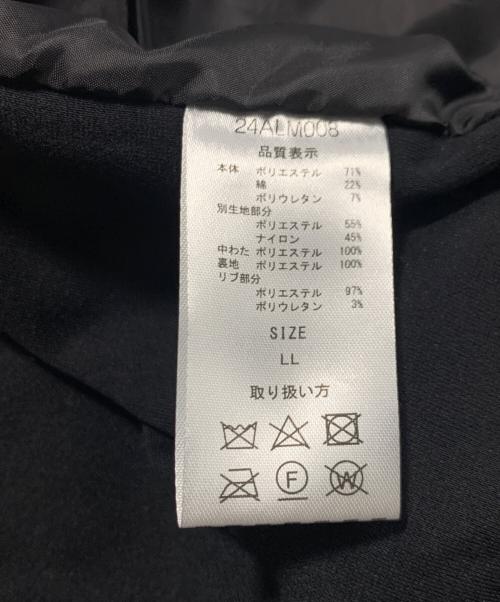 24ALM008
品質表示
本体 ポリエステル 71%
綿 22%
ポリウレタン 7%
別生地部分
ポリエステル 55%
ナイロン 45%
中わた ポリエステル 100%
裏地 ポリエステル 100%
リブ部分
ポリエステル 97%
ポリウレタン 3%
SIZE
LL
取り扱い方
F W